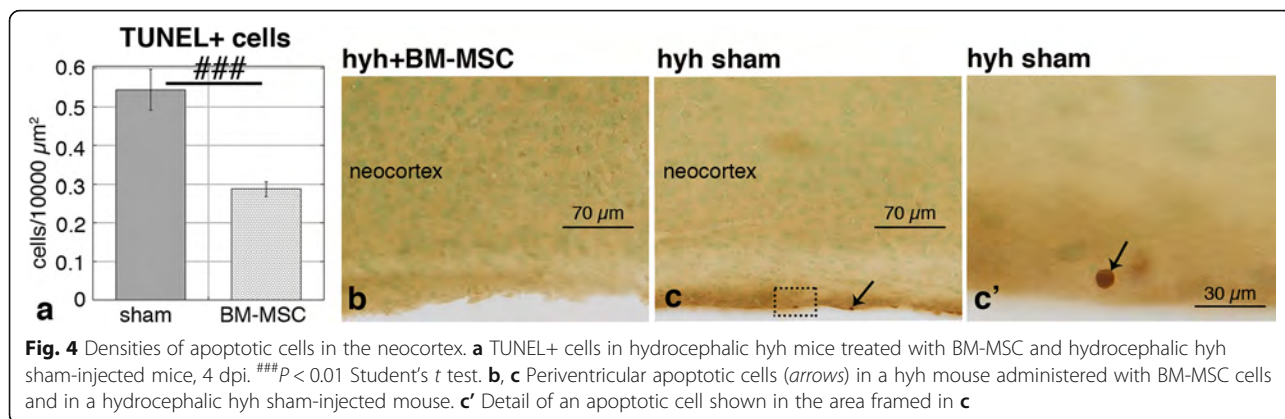 TUNEL+ cells
###
0.6
0.5
0.4
0.3
0.2
0.1
0
cells/10000 µm²
sham
BM-MSC
a
hyh+BM-MSC
neocortex
70 µm
b
hyh sham
neocortex
70 µm
c
hyh sham
30 µm
c'
Fig. 4 Densities of apoptotic cells in the neocortex. a TUNEL+ cells in hydrocephalic hyh mice treated with BM-MSC and hydrocephalic hyh
sham-injected mice, 4 dpi. ###P < 0.01 Student's t test. b, c Periventricular apoptotic cells (arrows) in a hyh mouse administered with BM-MSC cells
and in a hydrocephalic hyh sham-injected mouse. c' Detail of an apoptotic cell shown in the area framed in c